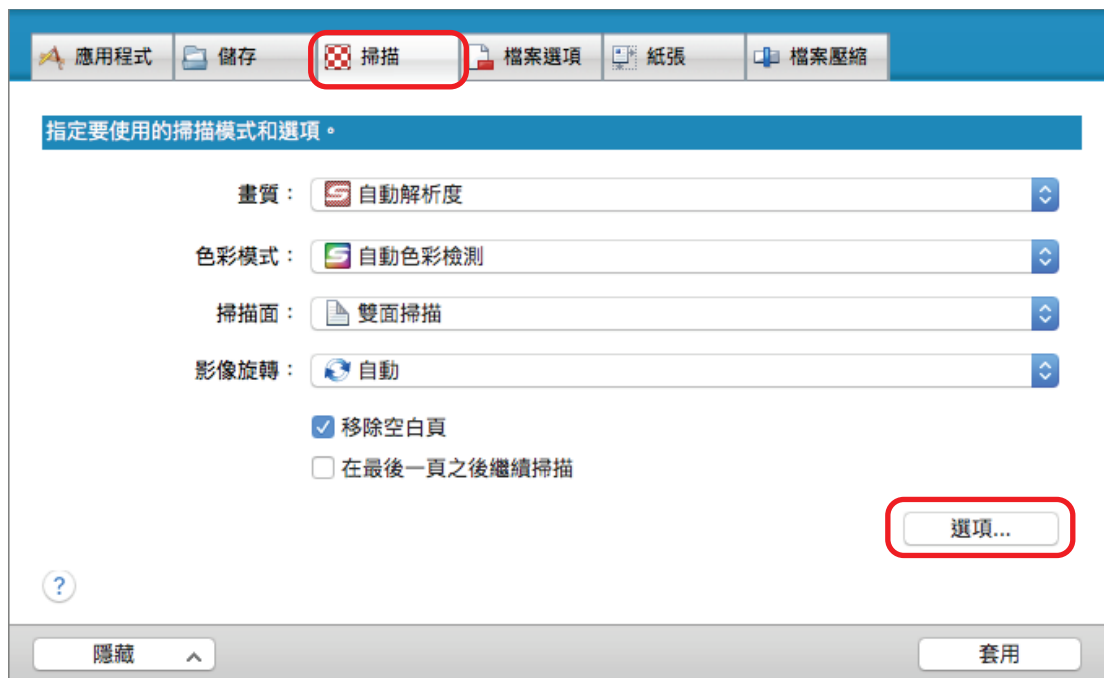 應用程式 儲存 掃描 檔案選項 紙張 檔案壓縮
指定要使用的掃描模式和選項。
畫質： 自動解析度
色彩模式： 自動色彩檢測
掃描面： 雙面掃描
影像旋轉： 自動
移除空白頁
在最後一頁之後繼續掃描
選項...
?
隱藏 套用